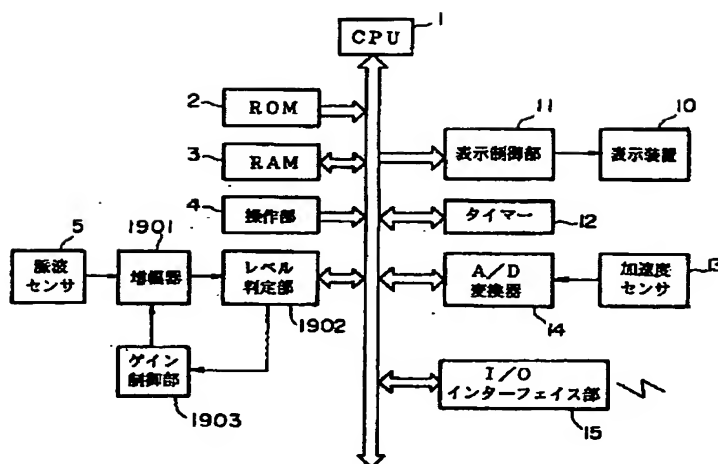 1
CPU
2
ROM
3
RAM
4
操作部
5
脈波
センサ
1901
増幅器
レベル
判定部
1902
ゲイン
制御部
1903
11
表示制御部
10
表示装置
タイマー
12
A/D
変換器
14
加速度
センサ
13
I/O
インターフェイス部
15